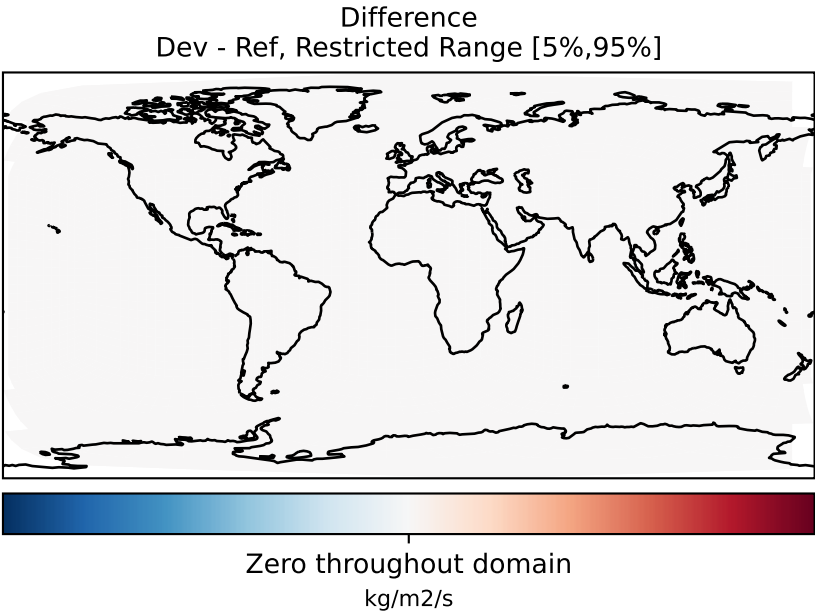 Difference
Dev - Ref, Restricted Range [5%,95%]
Zero throughout domain
kg/m2/s